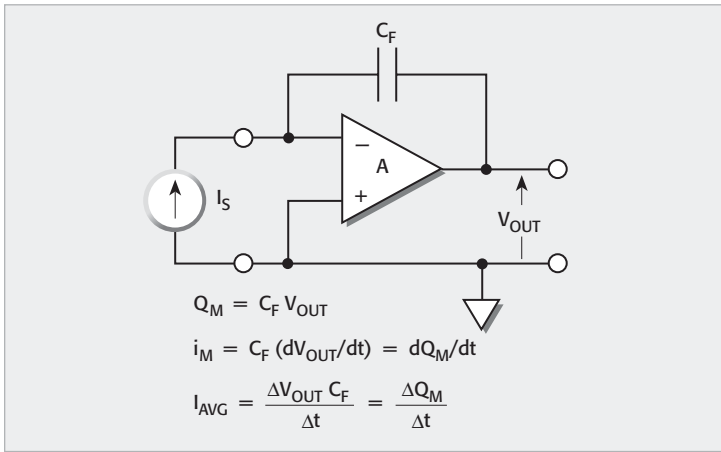 C_F
−
A
+
I_S
V_OUT
Q_M = C_F V_OUT
i_M = C_F (dV_OUT/dt) = dQ_M/dt
I_AVG = ΔV_OUT C_F / Δt = ΔQ_M / Δt